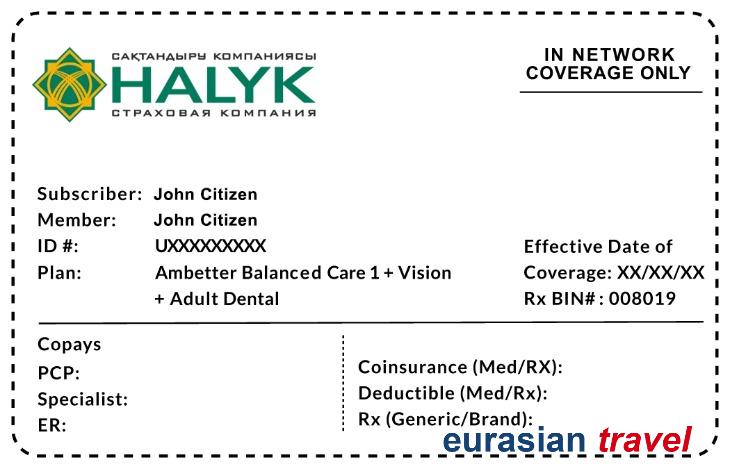 САҚТАНДЫРУ КОМПАНИЯСЫ
HALYK
СТРАХОВАЯ КОМПАНИЯ
IN NETWORK
COVERAGE ONLY
Subscriber: John Citizen
Member: John Citizen
ID #: UXXXXXXXXX
Plan: Ambetter Balanced Care 1 + Vision
+ Adult Dental
Effective Date of
Coverage: XX/XX/XX
Rx BIN# : 008019
Copays
PCP:
Specialist:
ER:
Coinsurance (Med/RX):
Deductible (Med/Rx):
Rx (Generic/Brand):
eurasian travel